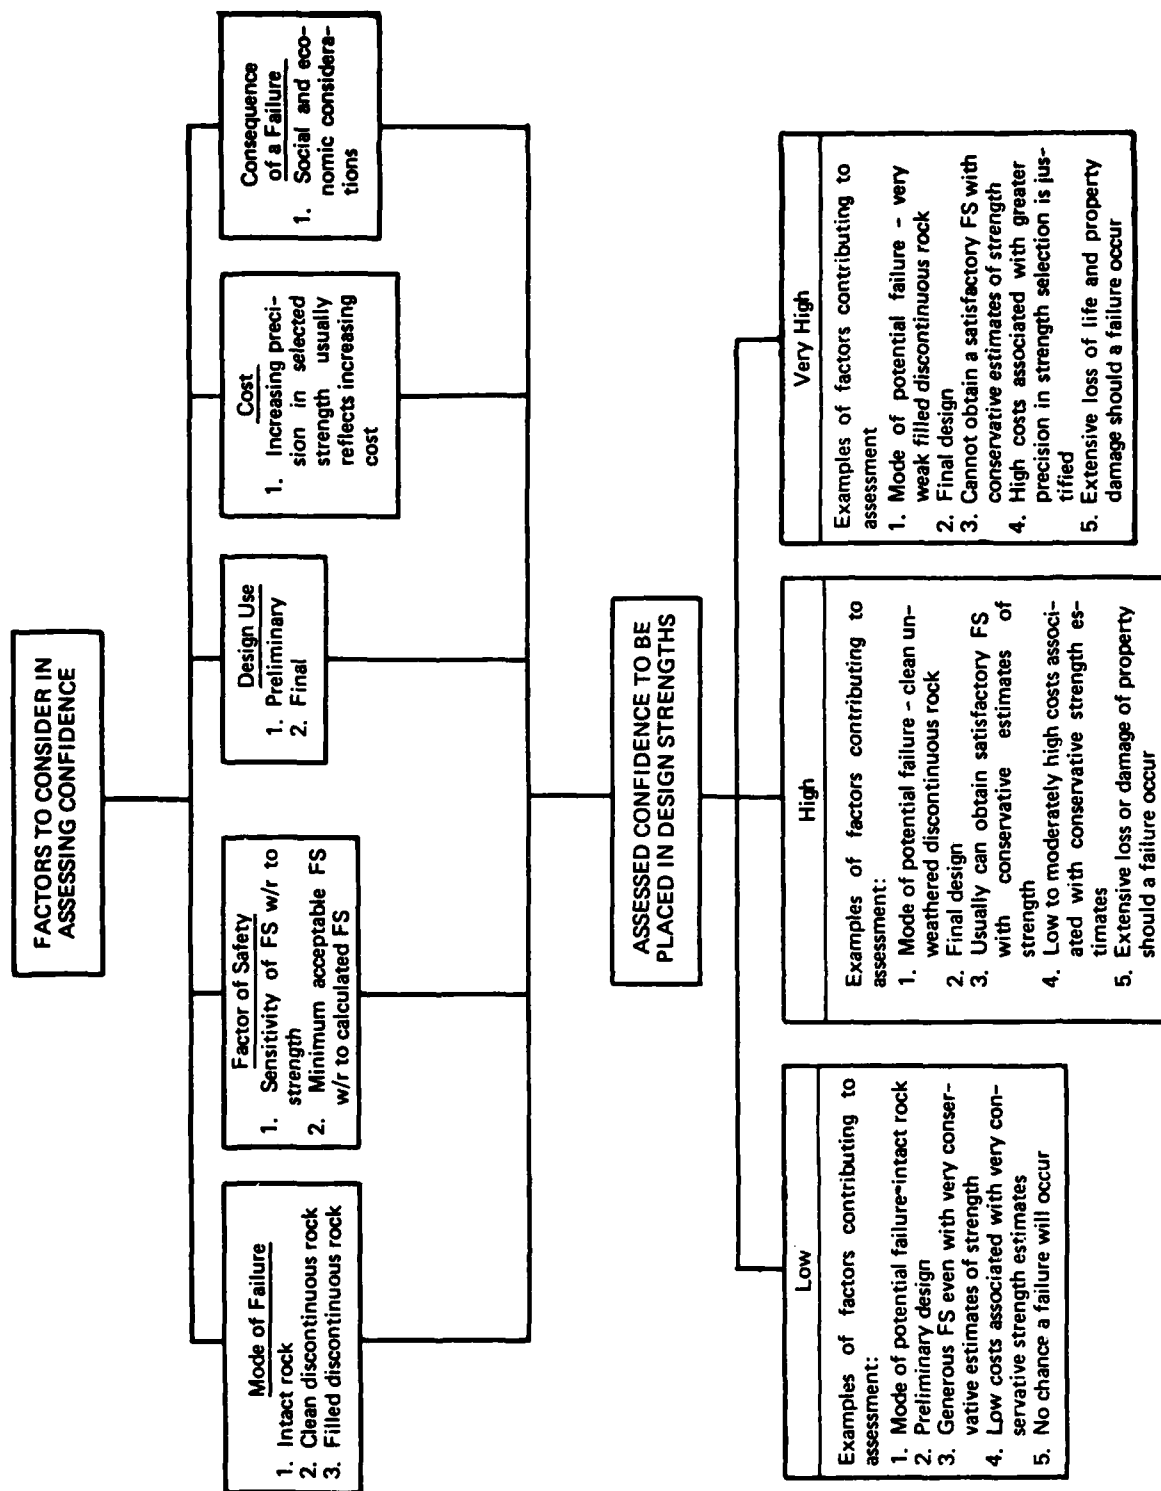 FACTORS TO CONSIDER IN
ASSESSING CONFIDENCE
Mode of Failure
1. Intact rock
2. Clean discontinuous rock
3. Filled discontinuous rock
Factor of Safety
1. Sensitivity of FS w/r to
strength
2. Minimum acceptable FS
w/r to calculated FS
Design Use
1. Preliminary
2. Final
Cost
1. Increasing preci-
sion in selected
strength usually
reflects increasing
cost
Consequence
of a Failure
1. Social and eco-
nomic considera-
tions
ASSESSED CONFIDENCE TO BE
PLACED IN DESIGN STRENGTHS
Low
Examples of factors contributing to
assessment:
1. Mode of potential failure-intact rock
2. Preliminary design
3. Generous FS even with very conser-
vative estimates of strength
4. Low costs associated with very con-
servative strength estimates
5. No chance a failure will occur
High
Examples of factors contributing to
assessment:
1. Mode of potential failure - clean un-
weathered discontinuous rock
2. Final design
3. Usually can obtain satisfactory FS
with conservative estimates of
strength
4. Low to moderately high costs associ-
ated with conservative strength es-
timates
5. Extensive loss or damage of property
should a failure occur
Very High
Examples of factors contributing to
assessment
1. Mode of potential failure - very
weak filled discontinuous rock
2. Final design
3. Cannot obtain a satisfactory FS with
conservative estimates of strength
4. High costs associated with greater
precision in strength selection is jus-
tified
5. Extensive loss of life and property
damage should a failure occur